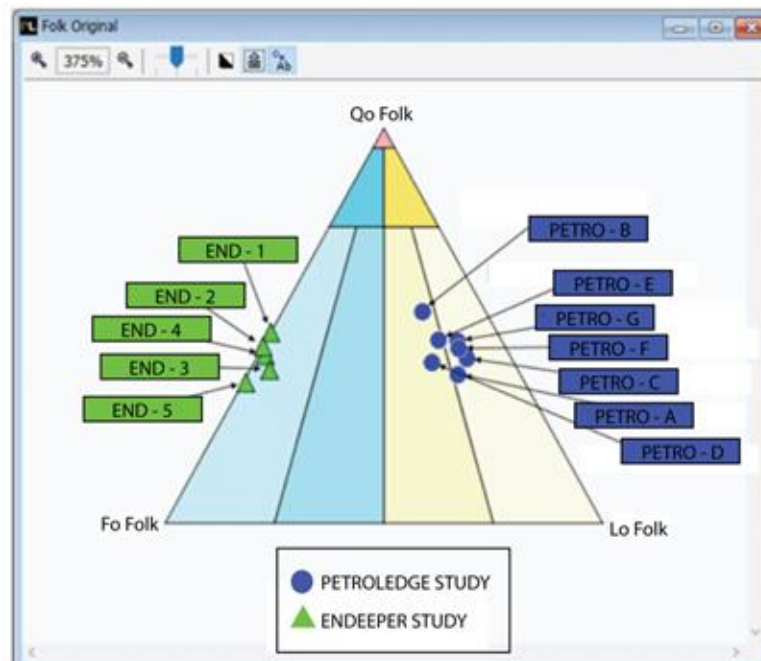 Folk Original
375%
Ab
Qo Folk
END - 1
END - 2
END - 4
END - 3
END - 5
PETRO - B
PETRO - E
PETRO - G
PETRO - F
PETRO - C
PETRO - A
PETRO - D
Fo Folk
Lo Folk
PETROLEDGE STUDY
ENDEEPER STUDY